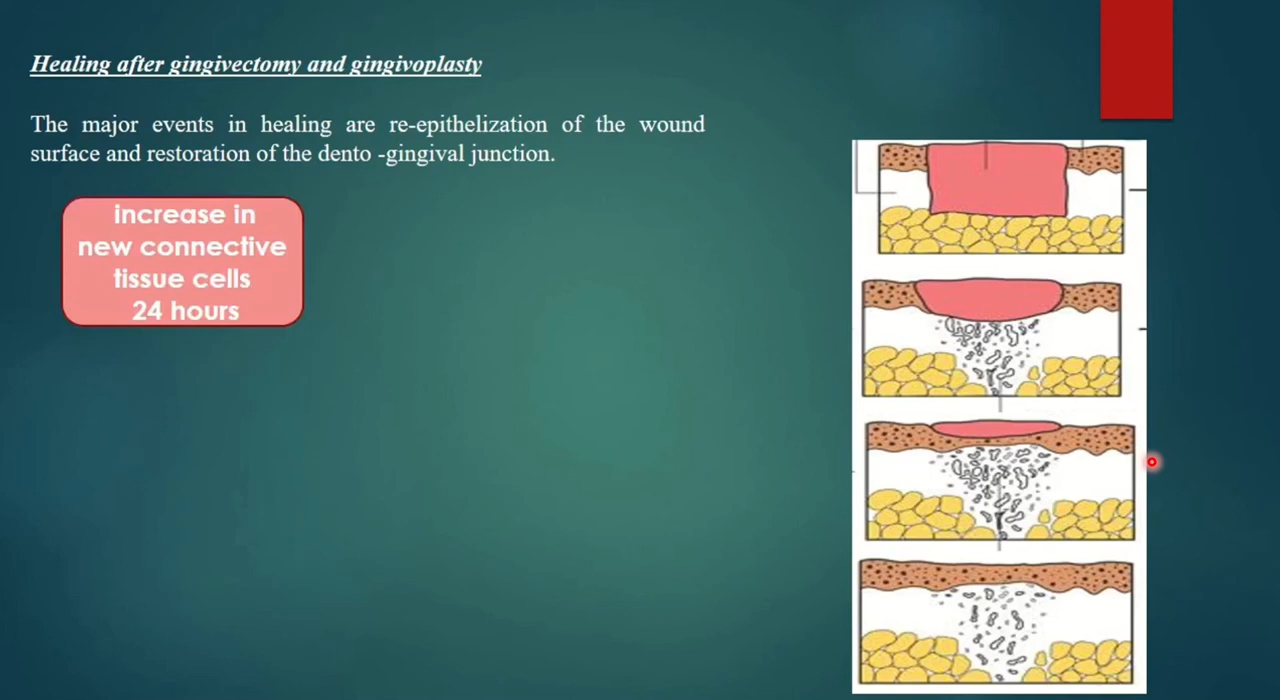 Healing after gingivectomy and gingivoplasty
The major events in healing are re-epithelization of the wound
surface and restoration of the dento -gingival junction.
increase in
new connective
tissue cells
24 hours